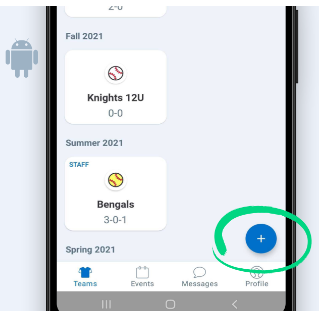 2-0
Fall 2021
Knights 12U
0-0
Summer 2021
STAFF
Bengals
3-0-1
Spring 2021
+
Teams Events Messages Profile